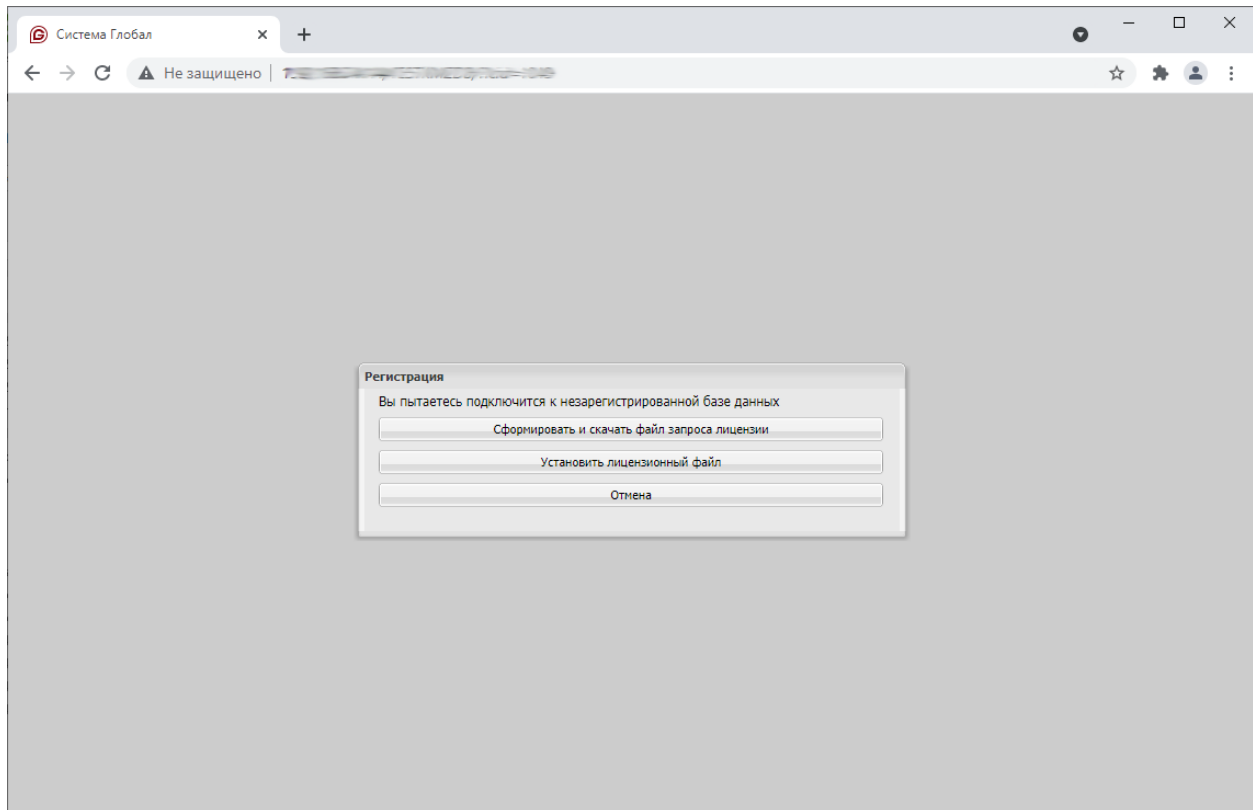 Система Глобал
Не защищено
Регистрация
Вы пытаетесь подключится к незарегистрированной базе данных
Сформировать и скачать файл запроса лицензии
Установить лицензионный файл
Отмена